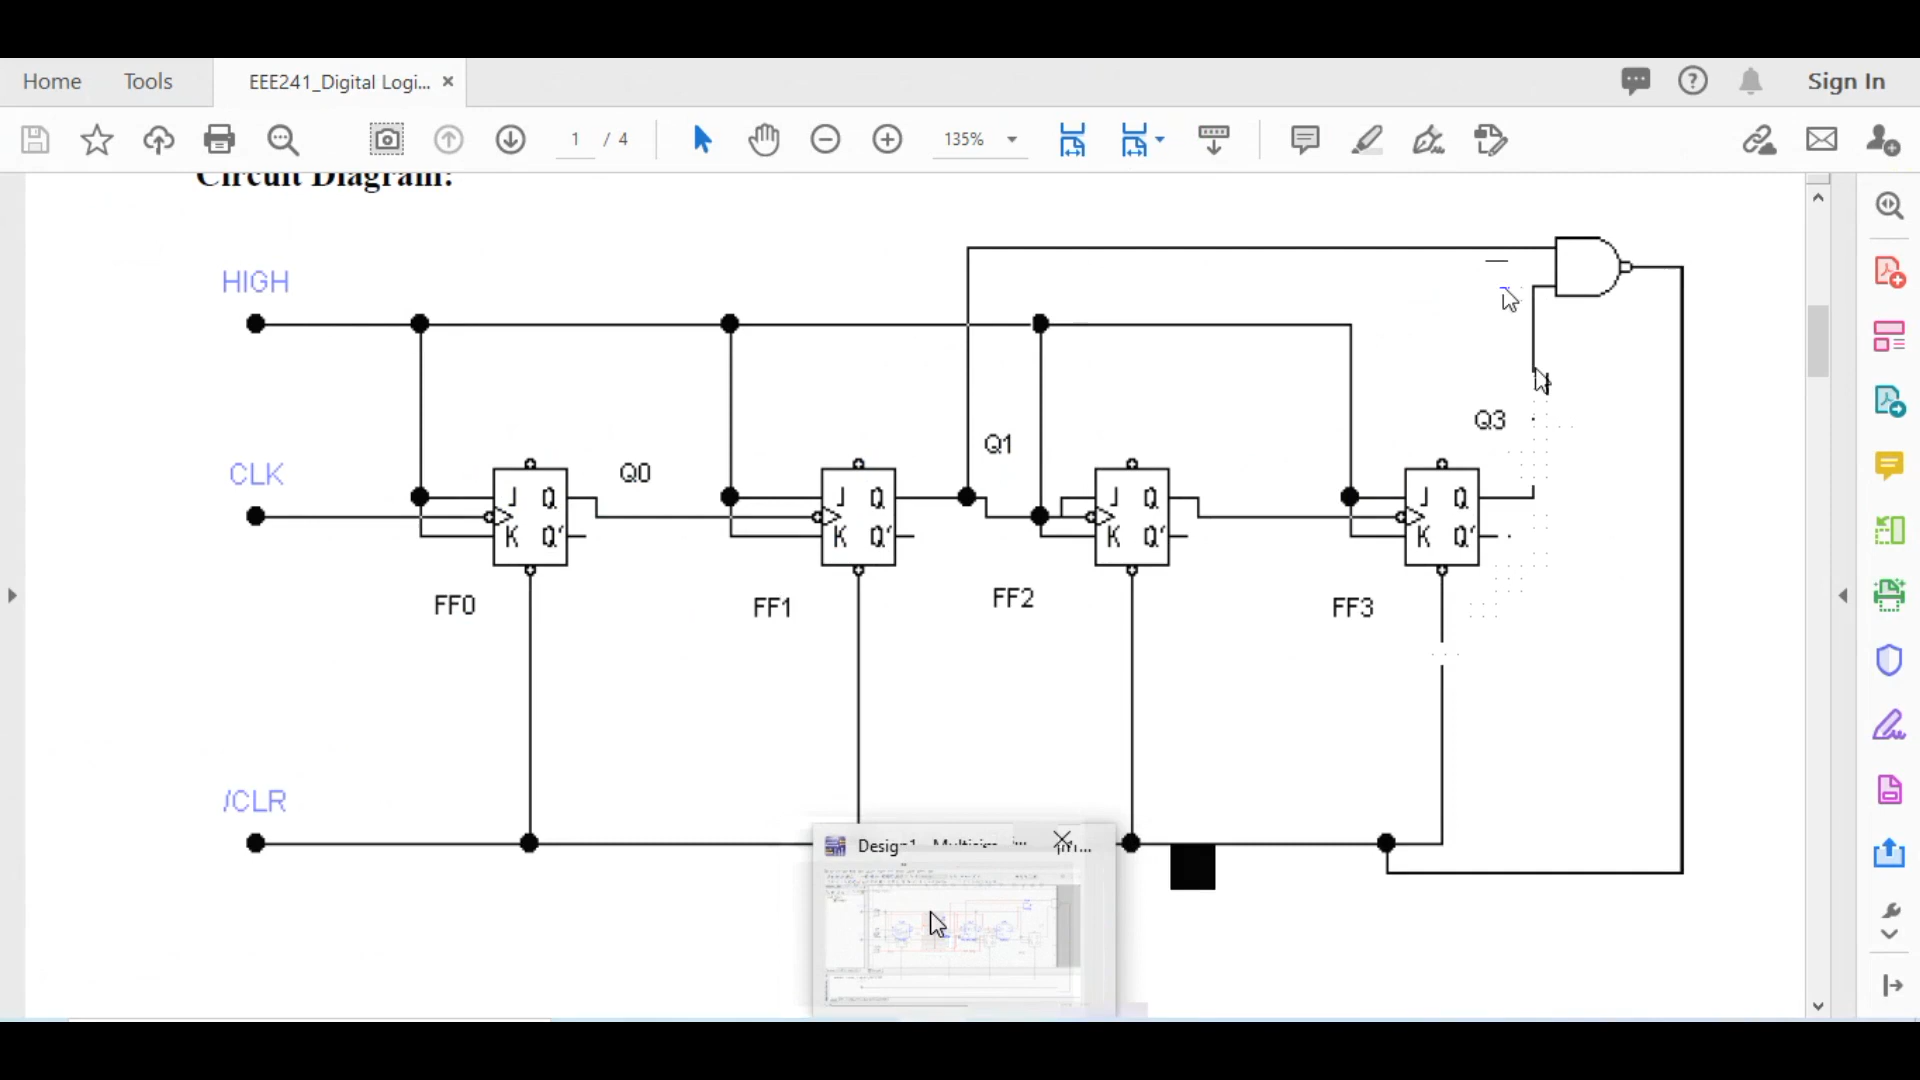 Home
Tools
EEE241_Digital Logi...
Sign In
1 / 4
135%
Circuit Diagram:
HIGH
Q3
Q1
CLK
Q0
J Q
K Q'
J Q
K Q'
J Q
K Q'
J Q
K Q'
FF0
FF1
FF2
FF3
/CLR
Design1